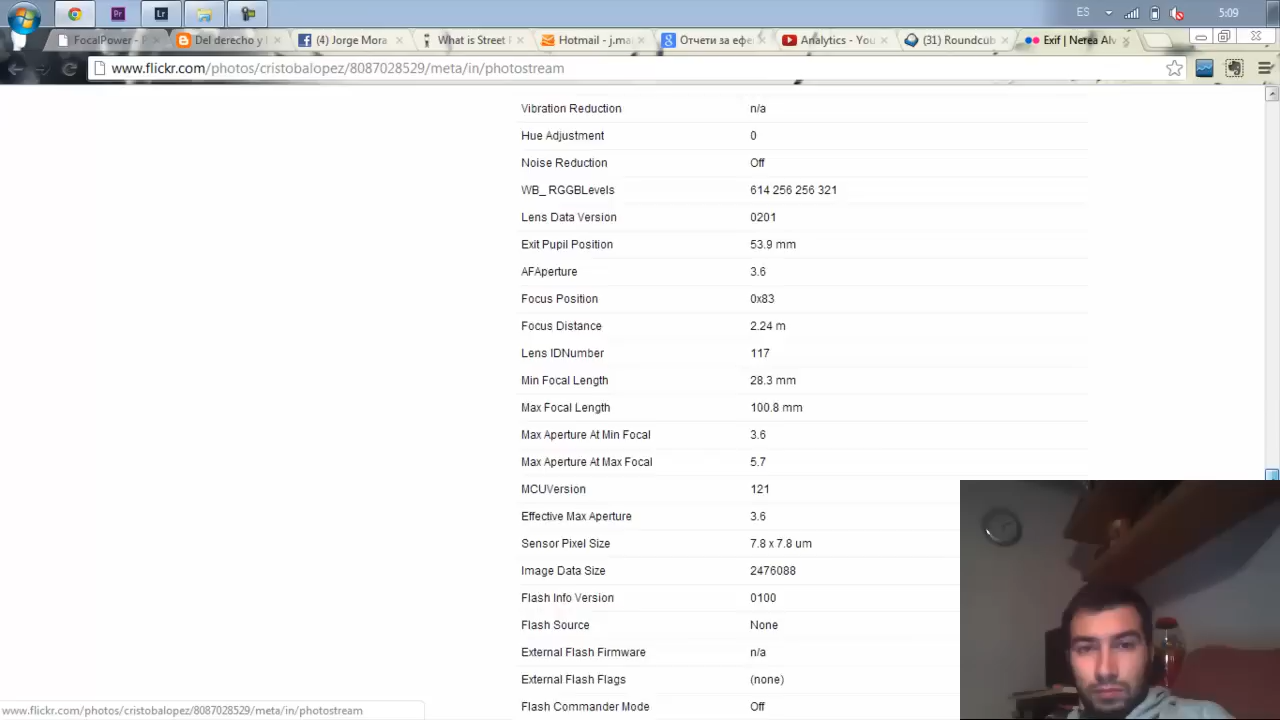 ES 5:09
FocalPower - P
Del derecho y
(4) Jorge Mora
What is Street
Hotmail - j.ma
Отчети за ефе
Analytics - You
(31) Roundcub
Exif | Nerea Alv
www.flickr.com/photos/cristobalopez/8087028529/meta/in/photostream
Vibration Reduction n/a
Hue Adjustment 0
Noise Reduction Off
WB_ RGGBLevels 614 256 256 321
Lens Data Version 0201
Exit Pupil Position 53.9 mm
AFAperture 3.6
Focus Position 0x83
Focus Distance 2.24 m
Lens IDNumber 117
Min Focal Length 28.3 mm
Max Focal Length 100.8 mm
Max Aperture At Min Focal 3.6
Max Aperture At Max Focal 5.7
MCUVersion 121
Effective Max Aperture 3.6
Sensor Pixel Size 7.8 x 7.8 um
Image Data Size 2476088
Flash Info Version 0100
Flash Source None
External Flash Firmware n/a
External Flash Flags (none)
Flash Commander Mode Off
www.flickr.com/photos/cristobalopez/8087028529/meta/in/photostream